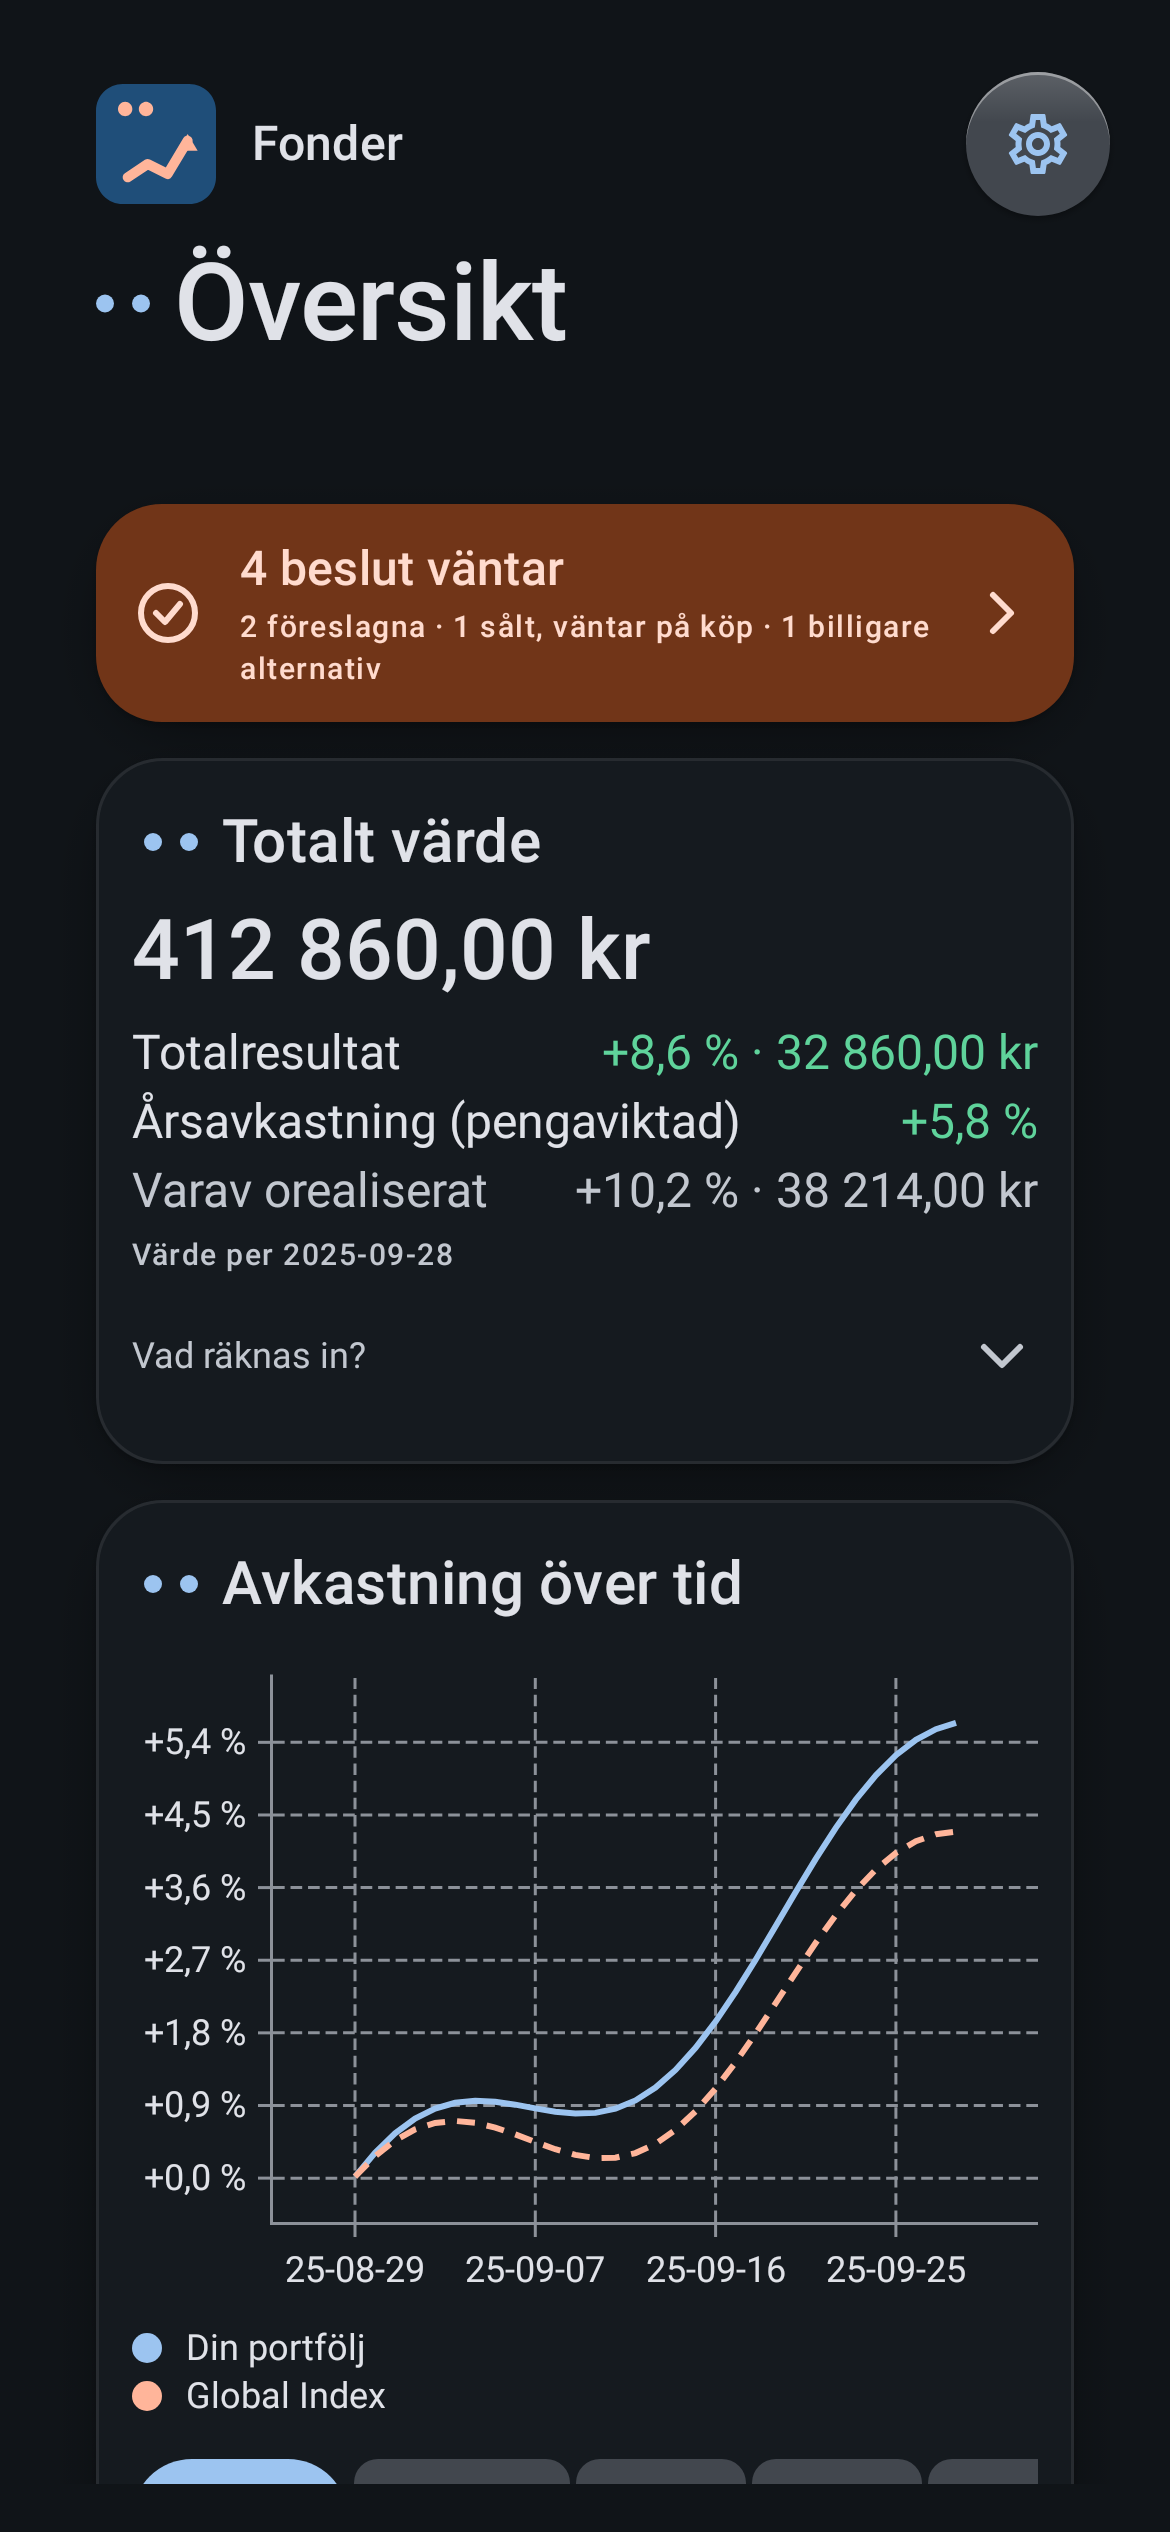 Fonder
Översikt
4 beslut väntar
2 föreslagna · 1 sålt, väntar på köp · 1 billigare
alternativ
Totalt värde
412 860,00 kr
Totalresultat +8,6 % · 32 860,00 kr
Årsavkastning (pengaviktad) +5,8 %
Varav orealiserat +10,2 % · 38 214,00 kr
Värde per 2025-09-28
Vad räknas in?
Avkastning över tid
+5,4 %
+4,5 %
+3,6 %
+2,7 %
+1,8 %
+0,9 %
+0,0 %
25-08-29 25-09-07 25-09-16 25-09-25
Din portfölj
Global Index